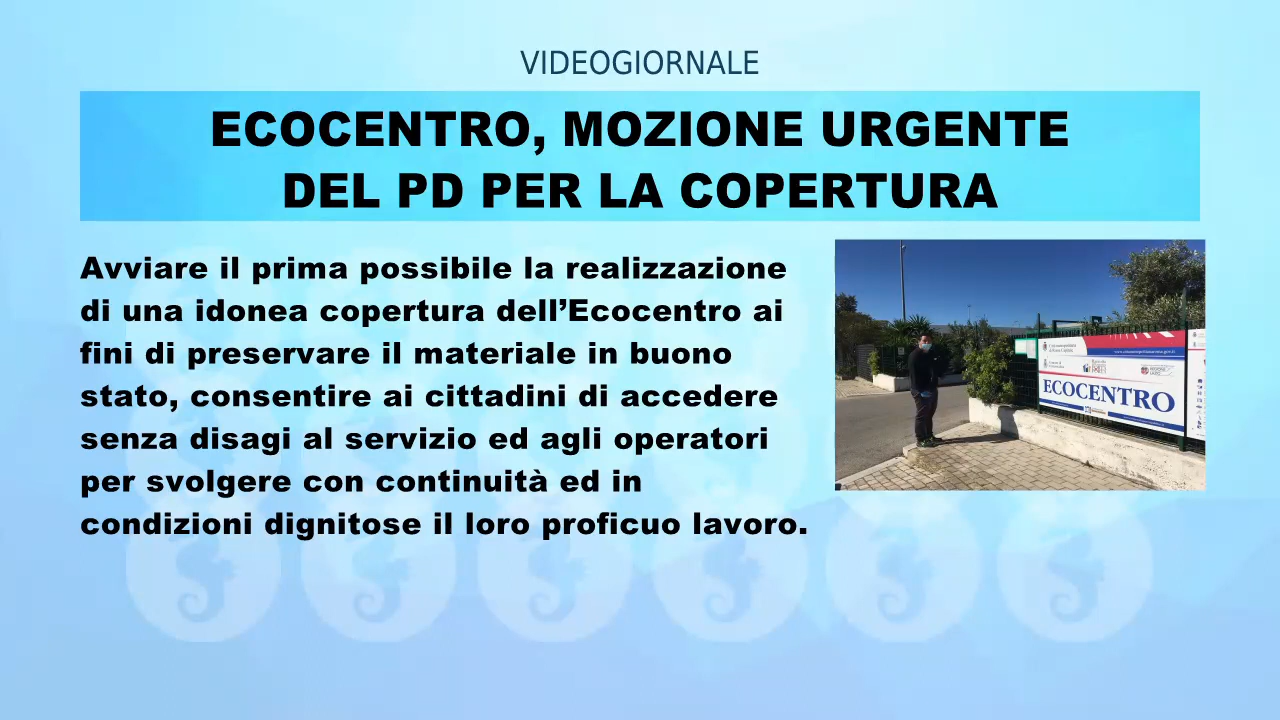 VIDEOGIORNALE
ECOCENTRO, MOZIONE URGENTE
DEL PD PER LA COPERTURA
Avviare il prima possibile la realizzazione
di una idonea copertura dell’Ecocentro ai
fini di preservare il materiale in buono
stato, consentire ai cittadini di accedere
senza disagi al servizio ed agli operatori
per svolgere con continuità ed in
condizioni dignitose il loro proficuo lavoro.
ECOCENTRO